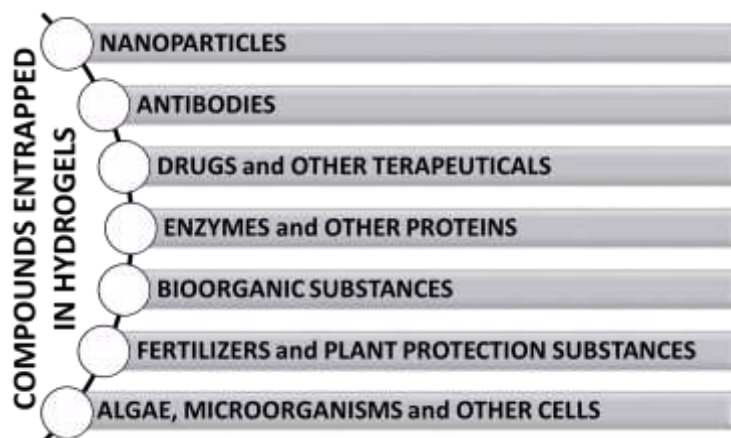 COMPOUNDS ENTRAPPED
IN HYDROGELS
NANOPARTICLES
ANTIBODIES
DRUGS and OTHER TERAPEUTICALS
ENZYMES and OTHER PROTEINS
BIOORGANIC SUBSTANCES
FERTILIZERS and PLANT PROTECTION SUBSTANCES
ALGAE, MICROORGANISMS and OTHER CELLS